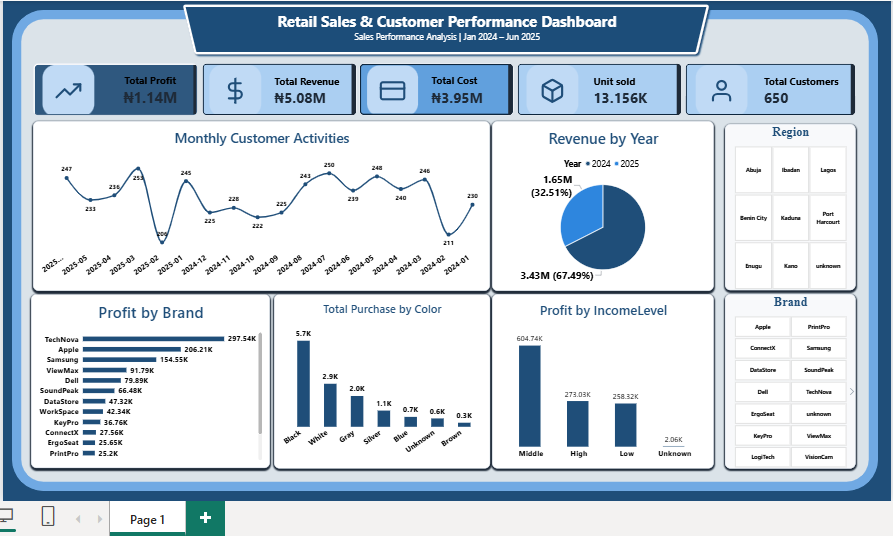 Retail Sales & Customer Performance Dashboard
Sales Performance Analysis | Jan 2024 – Jun 2025
Total Profit
₦1.14M
Total Revenue
₦5.08M
Total Cost
₦3.95M
Unit sold
13.156K
Total Customers
650
Monthly Customer Activities
247
233
236
253
206
245
225
228
222
225
243
250
239
248
240
246
211
230
2025-...
2025-05
2025-04
2025-03
2025-02
2025-01
2024-12
2024-11
2024-10
2024-09
2024-08
2024-07
2024-06
2024-05
2024-04
2024-03
2024-02
2024-01
Revenue by Year
Year 2024 2025
1.65M
(32.51%)
3.43M (67.49%)
Region
Abuja Ibadan Lagos
Benin City Kaduna Port Harcourt
Enugu Kano unknown
Profit by Brand
TechNova 297.54K
Apple 206.21K
Samsung 154.55K
ViewMax 91.79K
Dell 79.89K
SoundPeak 66.48K
DataStore 47.32K
WorkSpace 42.34K
KeyPro 36.76K
ConnectX 27.56K
ErgoSeat 25.65K
PrintPro 25.2K
Total Purchase by Color
5.7K
2.9K
2.0K
1.1K
0.7K
0.6K
0.3K
Black
White
Gray
Silver
Blue
Unknown
Brown
Profit by IncomeLevel
604.74K
273.03K
258.32K
2.06K
Middle High Low Unknown
Brand
Apple PrintPro
ConnectX Samsung
DataStore SoundPeak
Dell TechNova
ErgoSeat unknown
KeyPro ViewMax
LogiTech VisionCam
Page 1